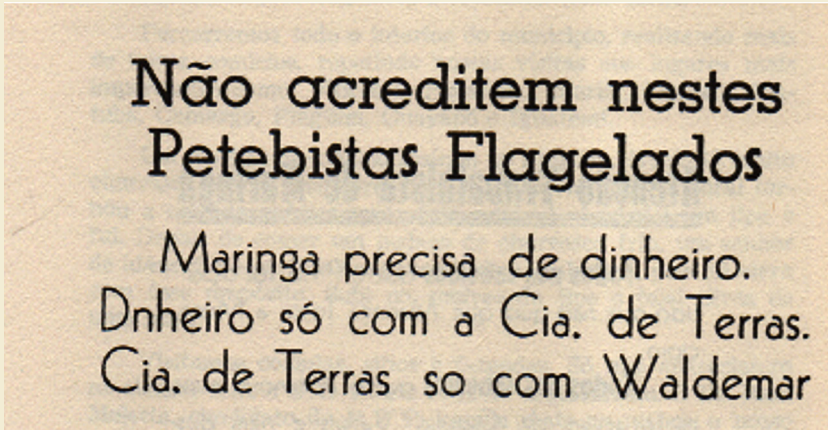 Não acreditem nestes
Petebistas Flagelados
Maringa precisa de dinheiro.
Dnheiro só com a Cia. de Terras.
Cia. de Terras so com Waldemar